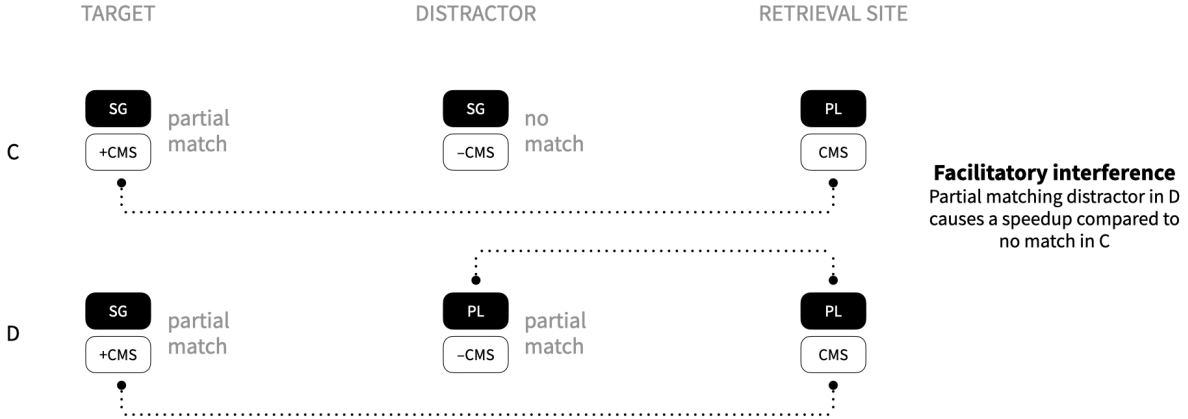 TARGET DISTRACTOR RETRIEVAL SITE
SG SG PL
partial no
C +CMS match –CMS match CMS
Facilitatory interference
Partial matching distractor in D
causes a speedup compared to
no match in C
SG PL PL
partial partial
D +CMS match –CMS match CMS